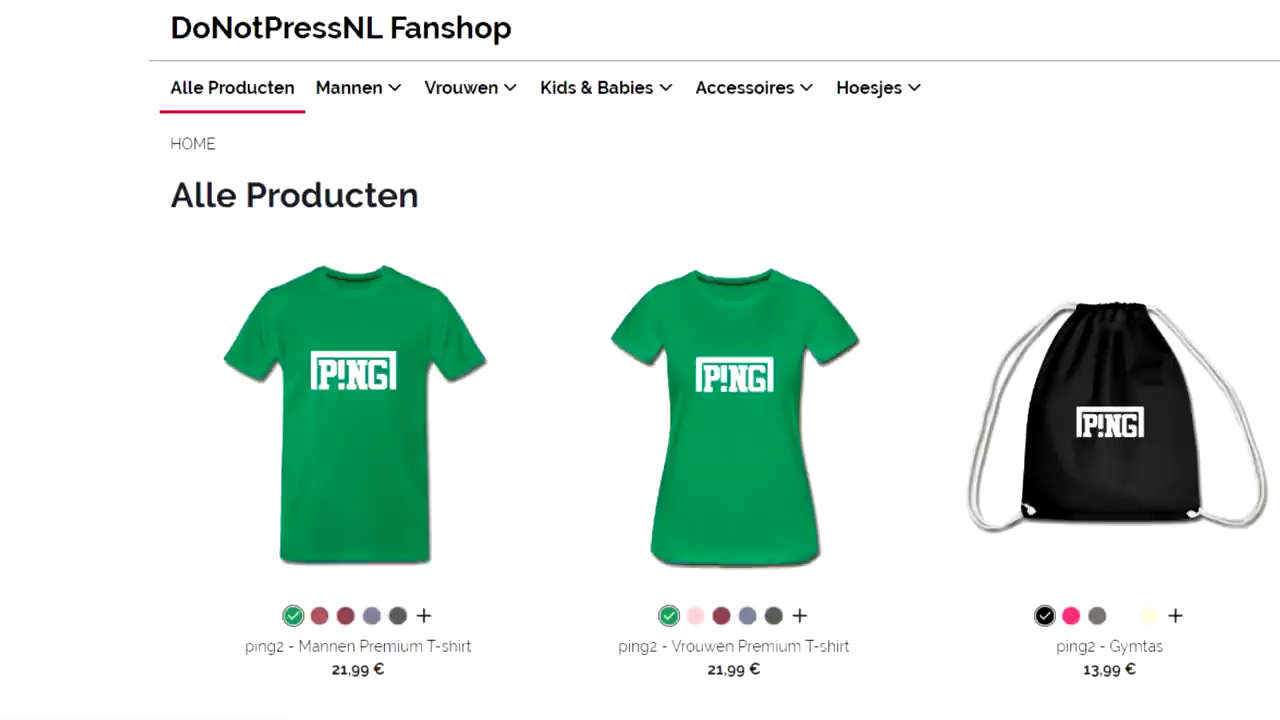 DoNotPressNL Fanshop
Alle Producten Mannen Vrouwen Kids & Babies Accessoires Hoesjes
HOME
Alle Producten
P!NG P!NG P!NG
ping2 - Mannen Premium T-shirt ping2 - Vrouwen Premium T-shirt ping2 - Gymtas
21,99 € 21,99 € 13,99 €